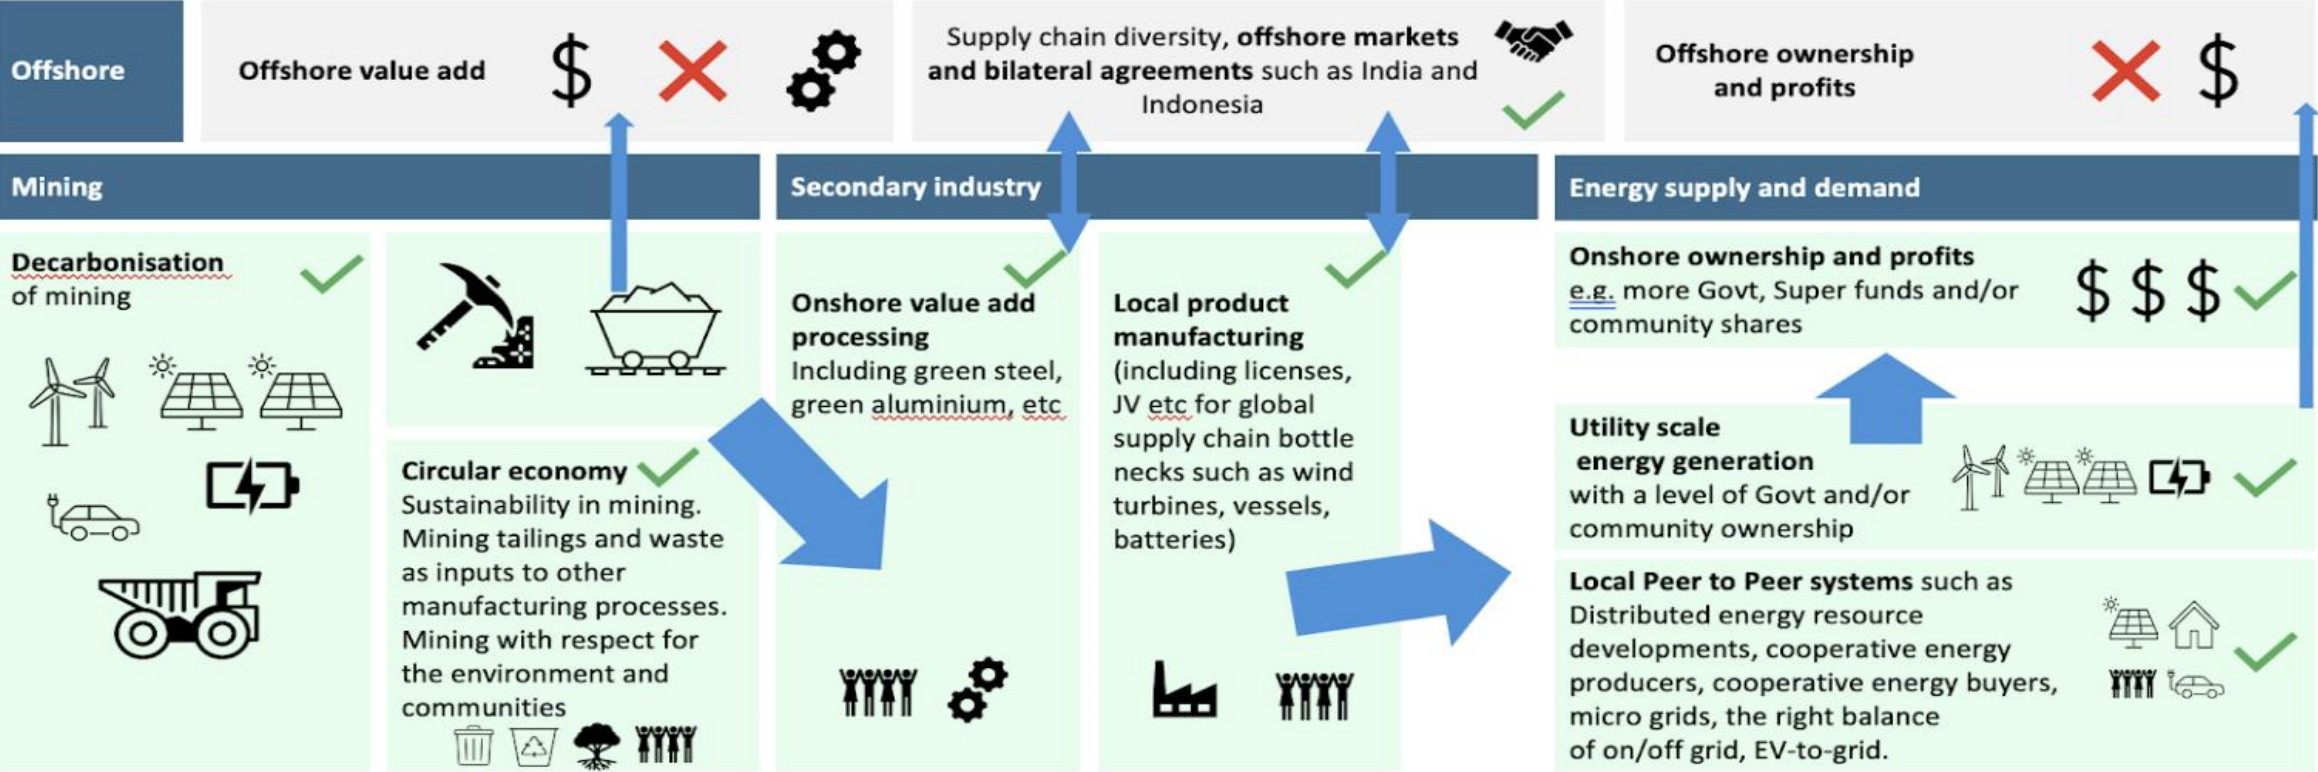 Offshore
Offshore value add
$
Supply chain diversity, offshore markets
and bilateral agreements such as India and
Indonesia
Offshore ownership
and profits
$
Mining
Secondary industry
Energy supply and demand
Decarbonisation
of mining
Circular economy
Sustainability in mining.
Mining tailings and waste
as inputs to other
manufacturing processes.
Mining with respect for
the environment and
communities
Onshore value add
processing
Including green steel,
green aluminium, etc
Local product
manufacturing
(including licenses,
JV etc for global
supply chain bottle
necks such as wind
turbines, vessels,
batteries)
Onshore ownership and profits
e.g. more Govt, Super funds and/or
community shares
$ $ $
Utility scale
energy generation
with a level of Govt and/or
community ownership
Local Peer to Peer systems such as
Distributed energy resource
developments, cooperative energy
producers, cooperative energy buyers,
micro grids, the right balance
of on/off grid, EV-to-grid.